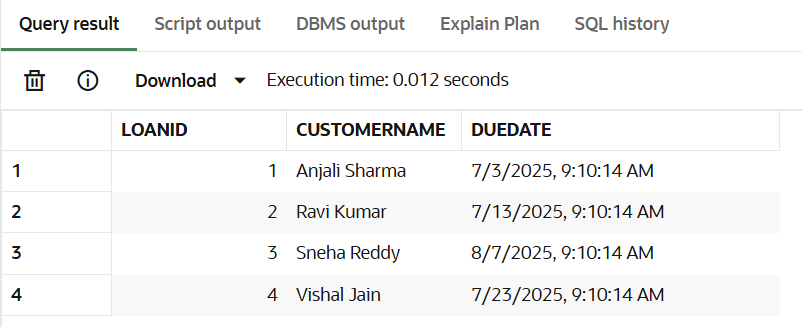 Query result Script output DBMS output Explain Plan SQL history
Download Execution time: 0.012 seconds
LOANID CUSTOMERNAME DUEDATE
1 1 Anjali Sharma 7/3/2025, 9:10:14 AM
2 2 Ravi Kumar 7/13/2025, 9:10:14 AM
3 3 Sneha Reddy 8/7/2025, 9:10:14 AM
4 4 Vishal Jain 7/23/2025, 9:10:14 AM